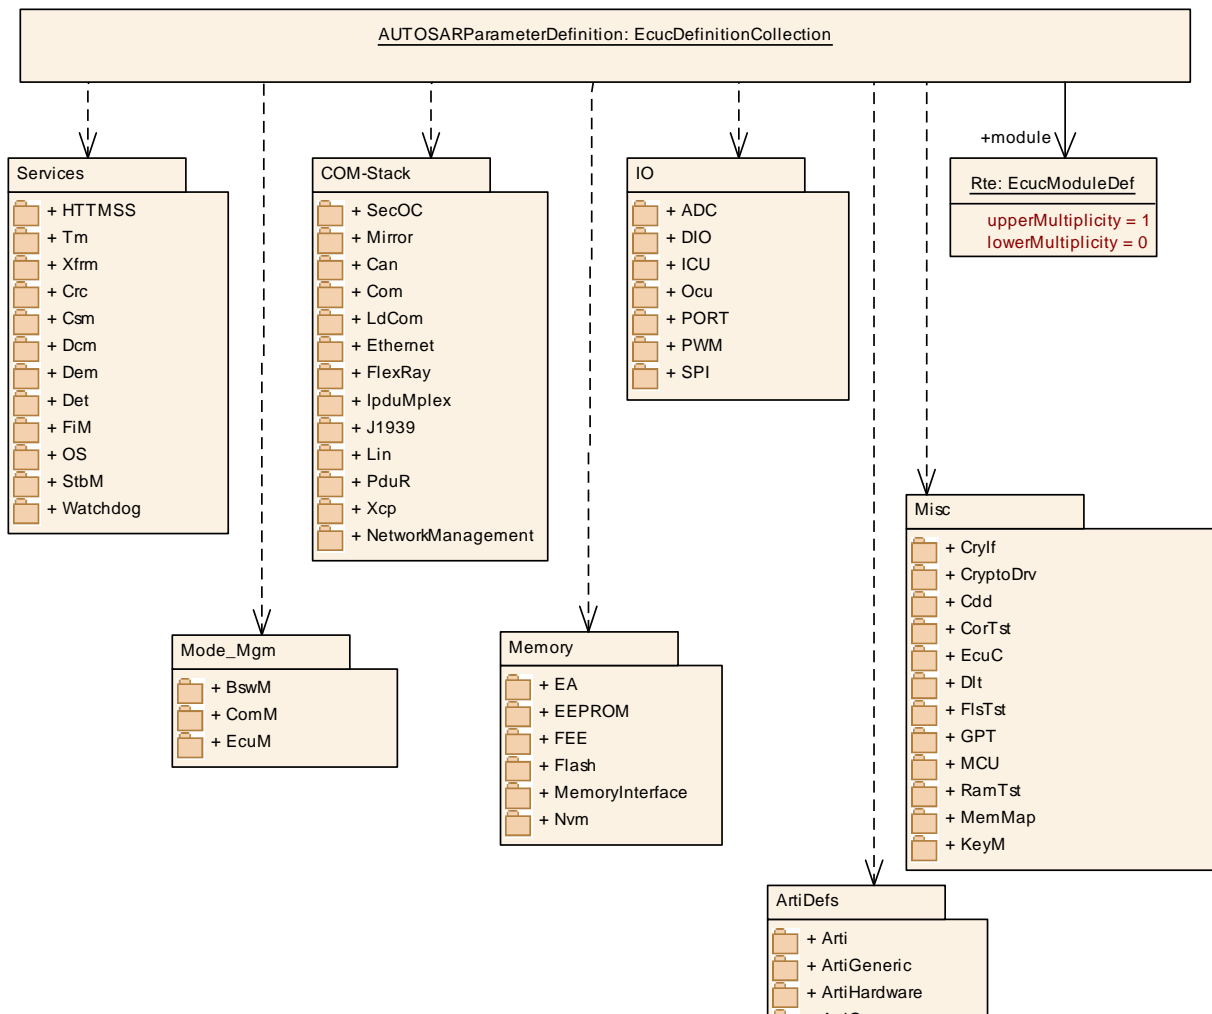 AUTOSARParameterDefinition: EcucDefinitionCollection
+module
Services
+ HTTMSS
+ Tm
+ Xfrm
+ Crc
+ Csm
+ Dcm
+ Dem
+ Det
+ FiM
+ OS
+ StbM
+ Watchdog
COM-Stack
+ SecOC
+ Mirror
+ Can
+ Com
+ LdCom
+ Ethernet
+ FlexRay
+ IpduMplex
+ J1939
+ Lin
+ PduR
+ Xcp
+ NetworkManagement
IO
+ ADC
+ DIO
+ ICU
+ Ocu
+ PORT
+ PWM
+ SPI
Rte: EcucModuleDef
upperMultiplicity = 1
lowerMultiplicity = 0
Mode_Mgm
+ BswM
+ ComM
+ EcuM
Memory
+ EA
+ EEPROM
+ FEE
+ Flash
+ MemoryInterface
+ Nvm
Misc
+ CryIf
+ CryptoDrv
+ Cdd
+ CorTst
+ EcuC
+ Dlt
+ FlsTst
+ GPT
+ MCU
+ RamTst
+ MemMap
+ KeyM
ArtiDefs
+ Arti
+ ArtiGeneric
+ ArtiHardware